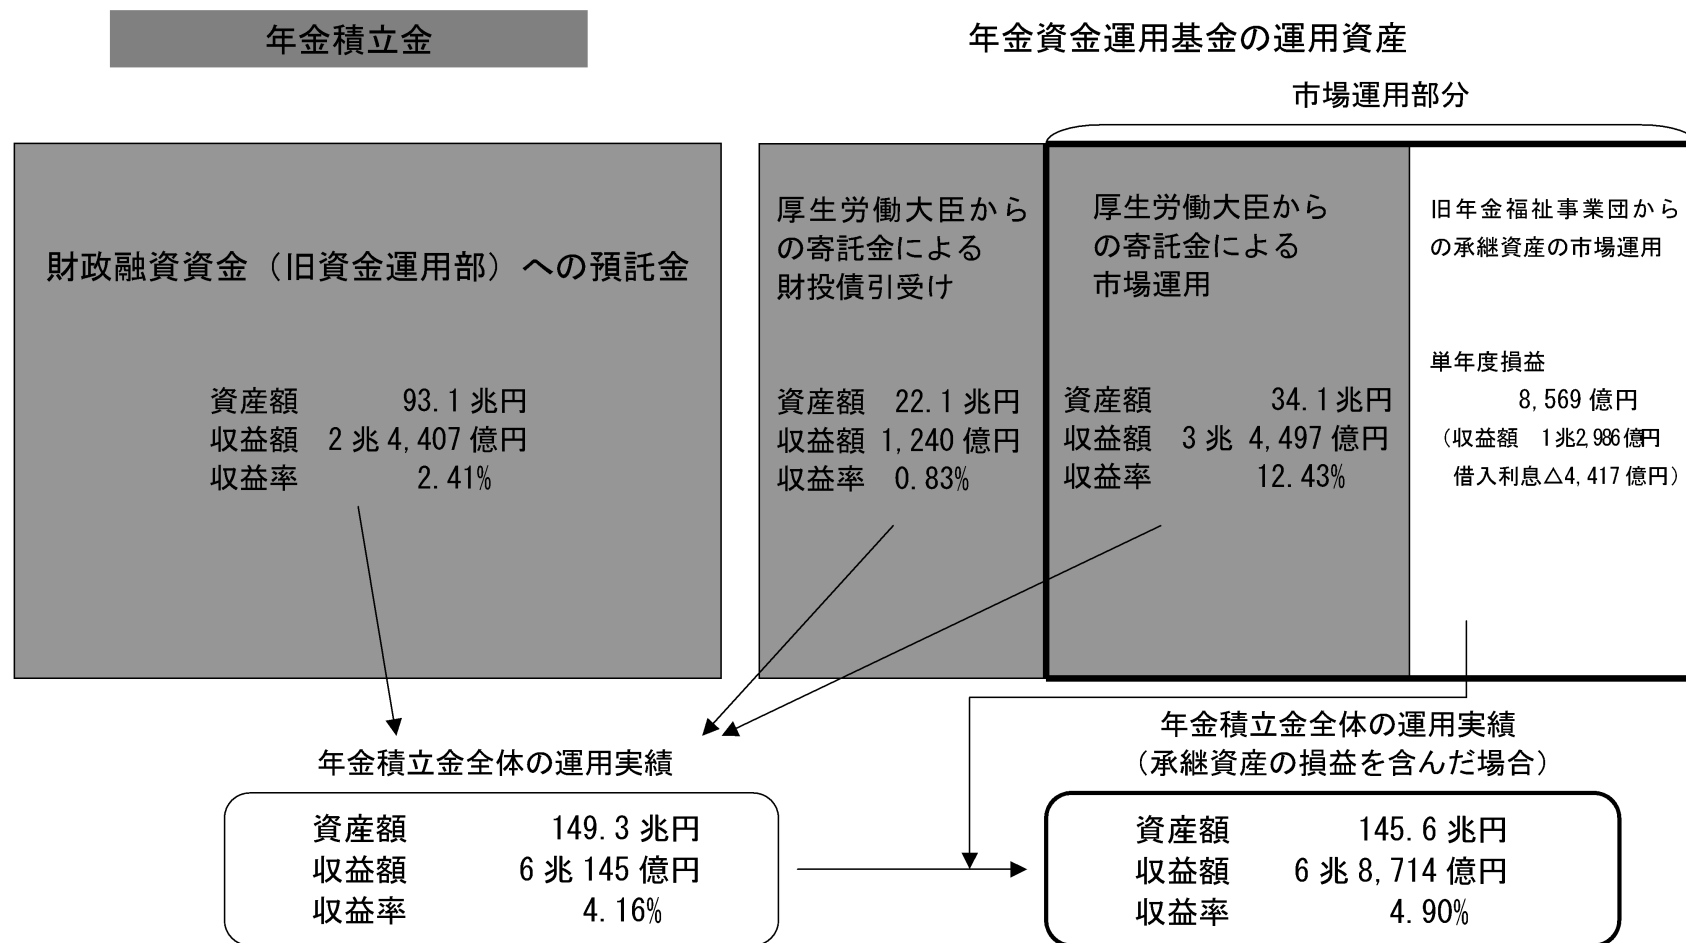 年金積立金
年金資金運用基金の運用資産
市場運用部分
財政融資資金（旧資金運用部）への預託金
資産額 93.1兆円
収益額 2兆4,407億円
収益率 2.41%
厚生労働大臣から
の寄託金による
財投債引受け
資産額 22.1兆円
収益額 1,240億円
収益率 0.83%
厚生労働大臣から
の寄託金による
市場運用
資産額 34.1兆円
収益額 3兆4,497億円
収益率 12.43%
旧年金福祉事業団から
の承継資産の市場運用
単年度損益
8,569億円
（収益額 1兆2,986億円
借入利息△4,417億円）
年金積立金全体の運用実績
資産額 149.3兆円
収益額 6兆145億円
収益率 4.16%
年金積立金全体の運用実績
（承継資産の損益を含んだ場合）
資産額 145.6兆円
収益額 6兆8,714億円
収益率 4.90%